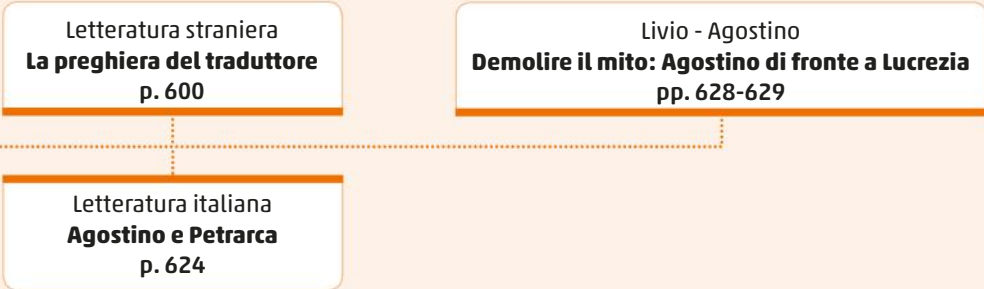 Letteratura straniera
La preghiera del traduttore
p. 600
Livio - Agostino
Demolire il mito: Agostino di fronte a Lucrezia
pp. 628-629
Letteratura italiana
Agostino e Petrarca
p. 624